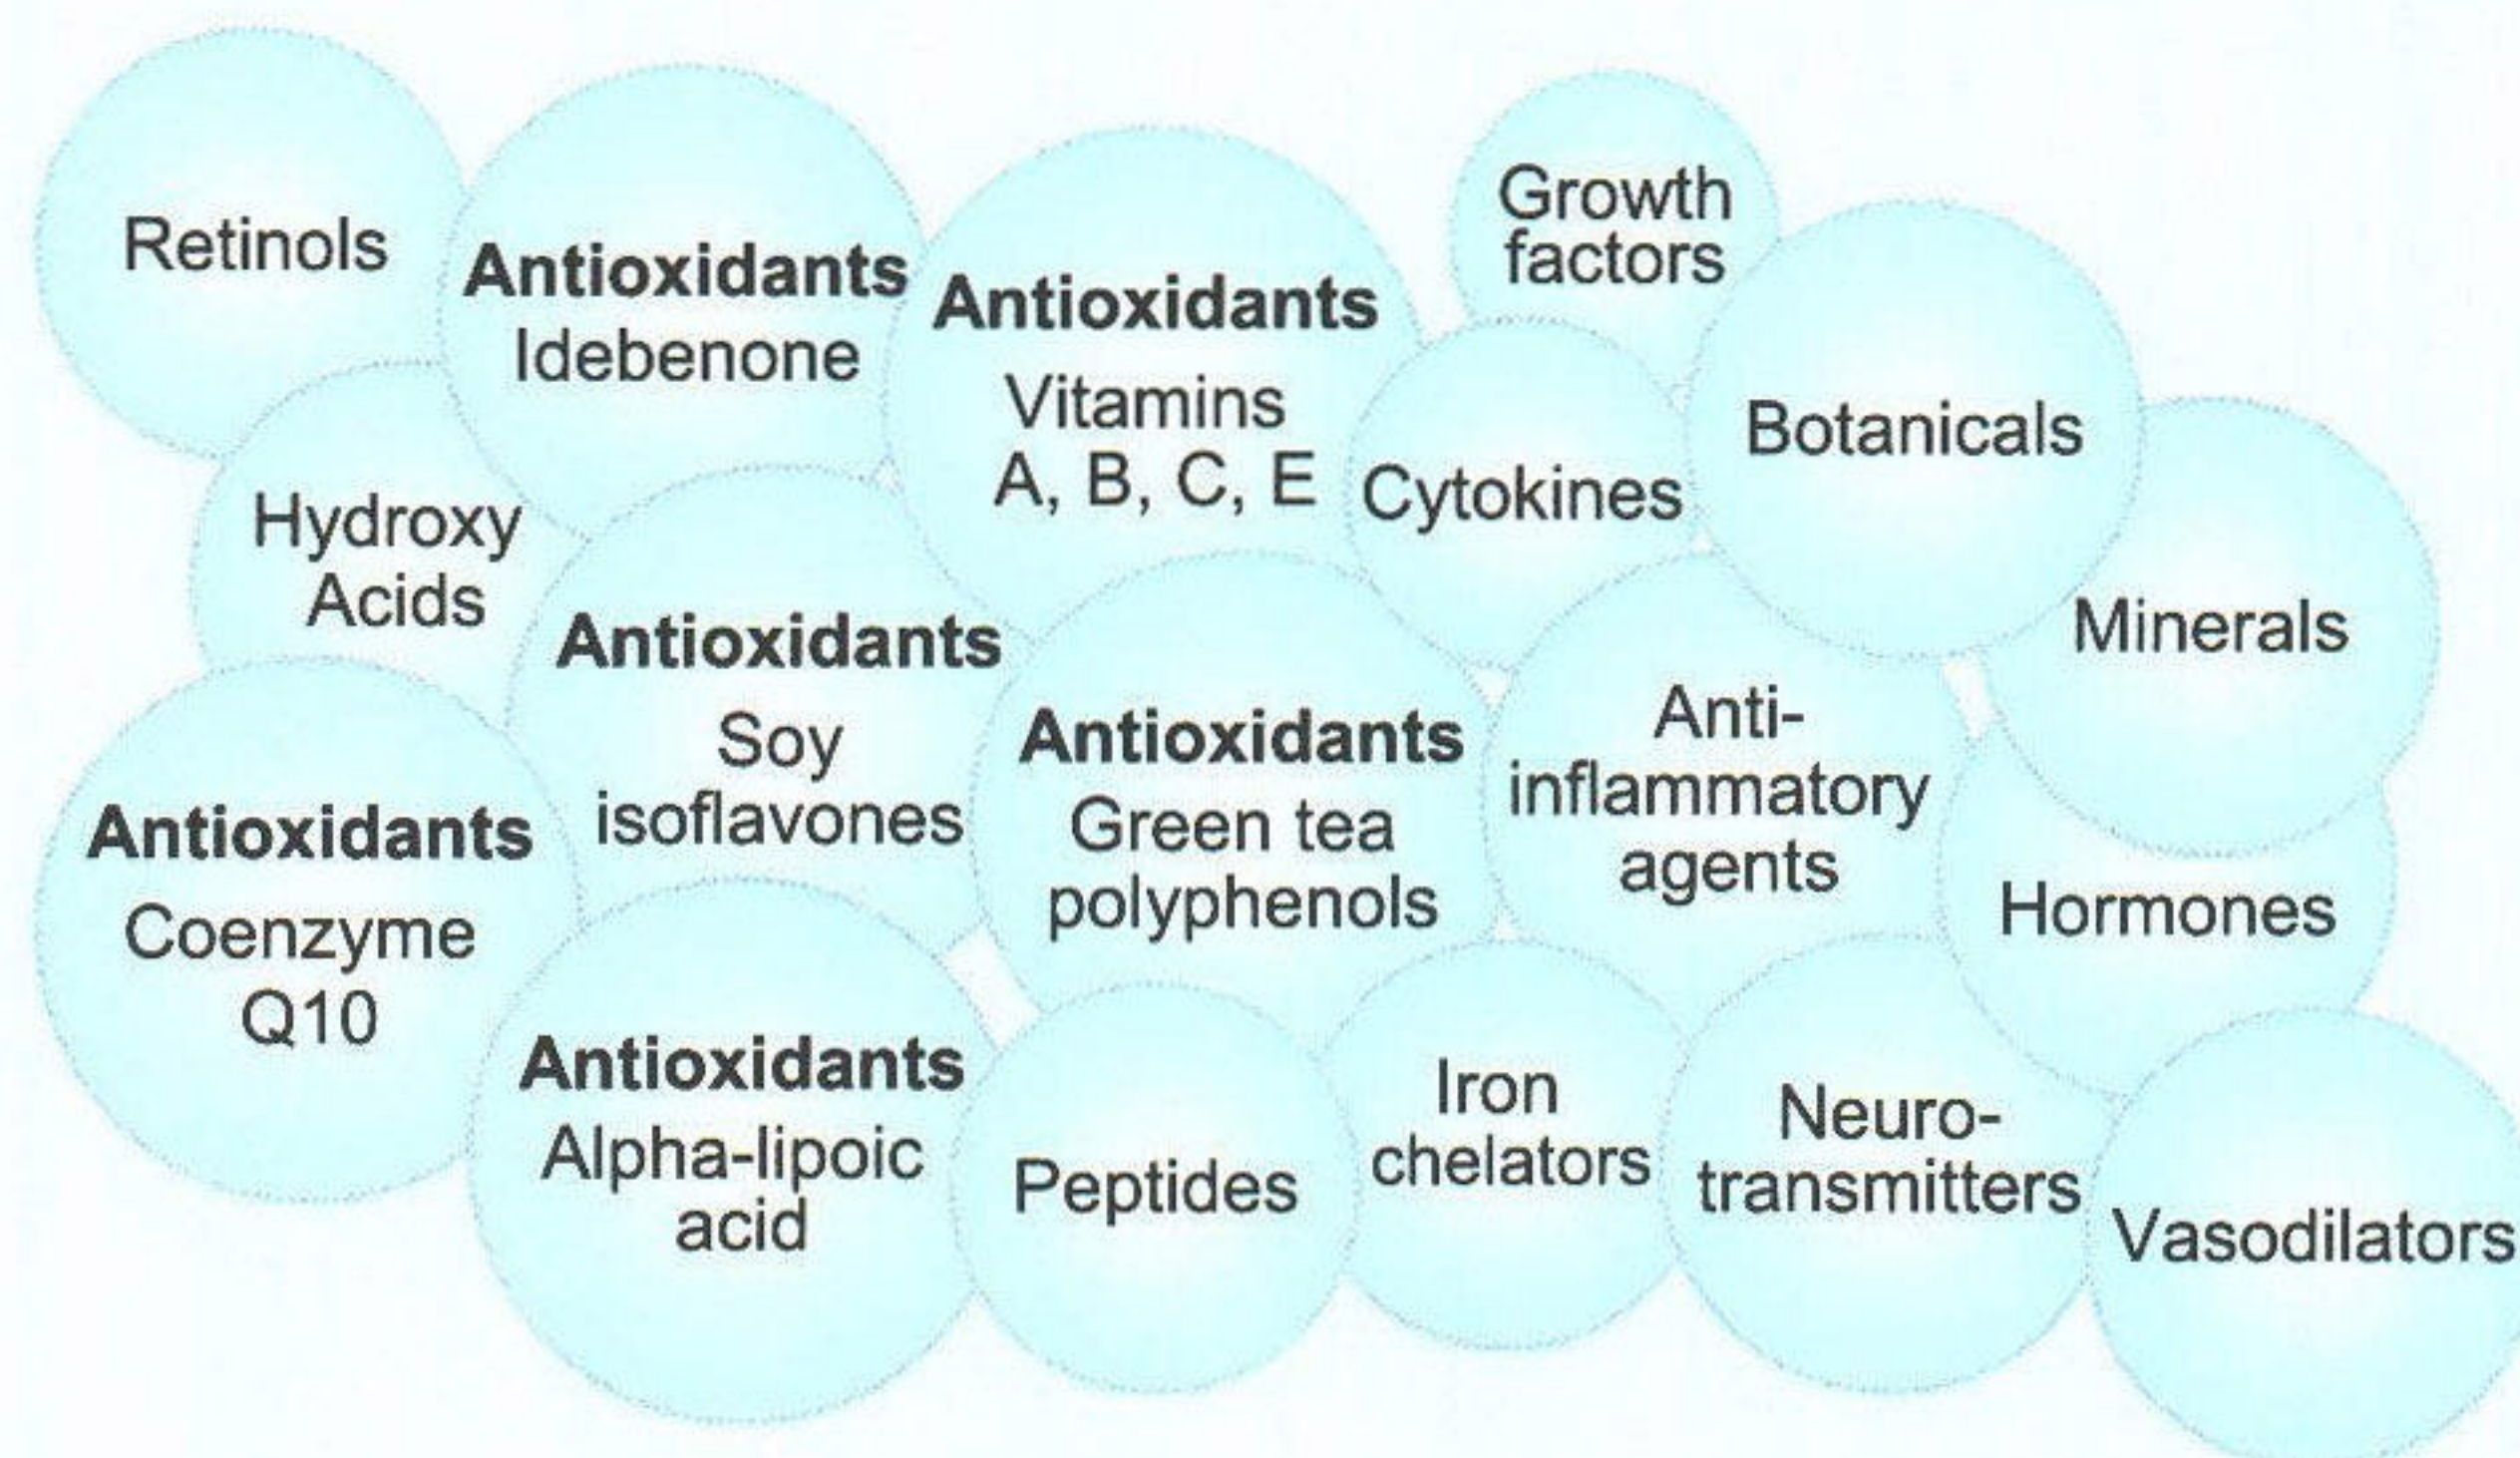 Retinols
Antioxidants
Idebenone
Antioxidants
Vitamins
A, B, C, E
Growth
factors
Cytokines
Botanicals
Minerals
Hydroxy
Acids
Antioxidants
Soy
isoflavones
Antioxidants
Green tea
polyphenols
Anti-
inflammatory
agents
Hormones
Antioxidants
Coenzyme
Q10
Antioxidants
Alpha-lipoic
acid
Peptides
Iron
chelators
Neuro-
transmitters
Vasodilators